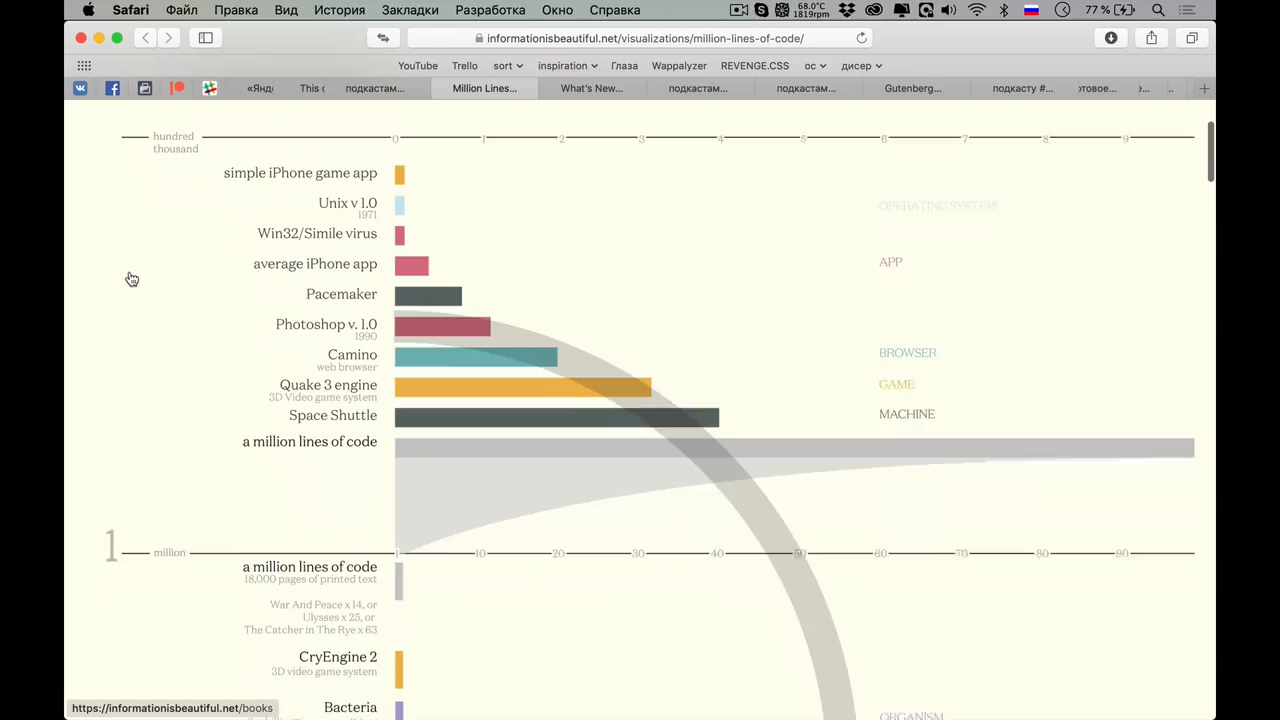 Safari Файл Правка Вид История Закладки Разработка Окно Справка 68.0°C 1819rpm 77 %
informationisbeautiful.net/visualizations/million-lines-of-code/
YouTube Trello sort inspiration Глаза Wappalyzer REVENGE.CSS ос дисер
«Янд This подкастам... Million Lines... What's New... подкастам... подкастам... Gutenberg... подкасту #... отовое...
hundred thousand 0 1 2 3 4 5 6 7 8 9
simple iPhone game app
Unix v 1.0
1971
OPERATING SYSTEM
Win32/Simile virus
average iPhone app
APP
Pacemaker
Photoshop v. 1.0
1990
Camino
web browser
BROWSER
Quake 3 engine
3D Video game system
GAME
Space Shuttle
MACHINE
a million lines of code
1 million 1 10 20 30 40 50 60 70 80 90
a million lines of code
18,000 pages of printed text
War And Peace x 14, or
Ulysses x 25, or
The Catcher in The Rye x 63
CryEngine 2
3D video game system
Bacteria
ORGANISM
https://informationisbeautiful.net/books